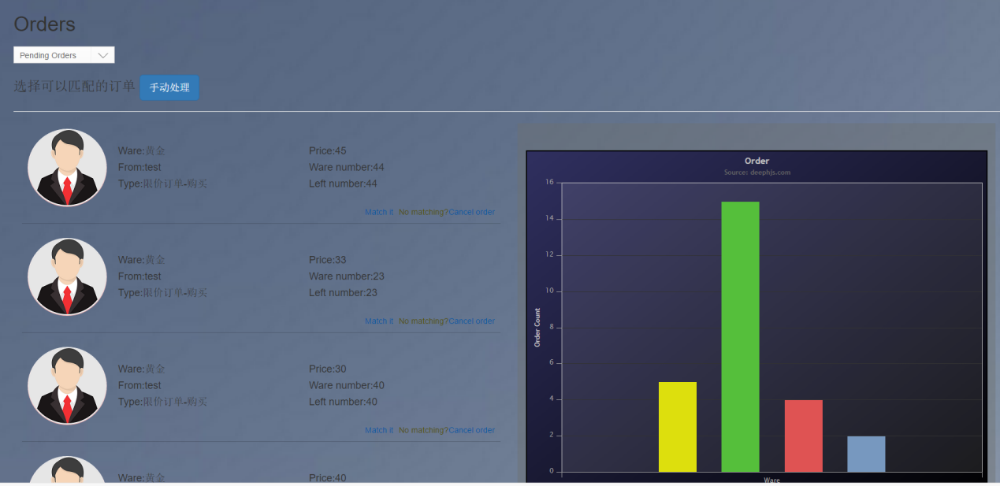 Orders
Pending Orders
选择可以匹配的订单 手动处理
Ware:黄金
Price:45
From:test
Ware number:44
Type:限价订单-购买
Left number:44
Match it No matching?Cancel order
Ware:黄金
Price:33
From:test
Ware number:23
Type:限价订单-购买
Left number:23
Match it No matching?Cancel order
Ware:黄金
Price:30
From:test
Ware number:40
Type:限价订单-购买
Left number:40
Match it No matching?Cancel order
Ware:黄金
Price:40
Order
Source: deephjs.com
Order Count
16
14
12
10
8
6
4
2
0
Ware